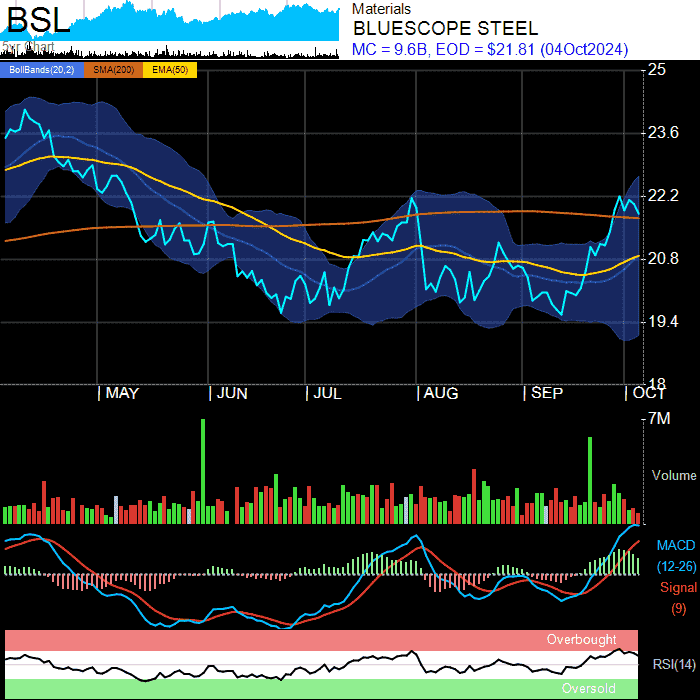 BSL
5yr Chart
Materials
BLUESCOPE STEEL
MC = 9.6B, EOD = $21.81 (04Oct2024)
BollBands(20,2) SMA(200) EMA(50)
25
23.6
22.2
20.8
19.4
18
MAY JUN JUL AUG SEP OCT
7M
Volume
MACD
(12-26)
Signal
(9)
Overbought
RSI(14)
Oversold